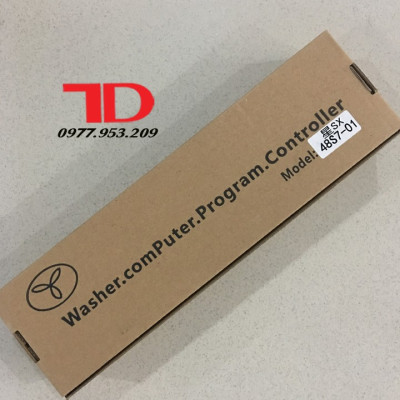 TD
0977.953.209
Washer.comPuter.Program.Controller
Model:
星SX
48S7-01